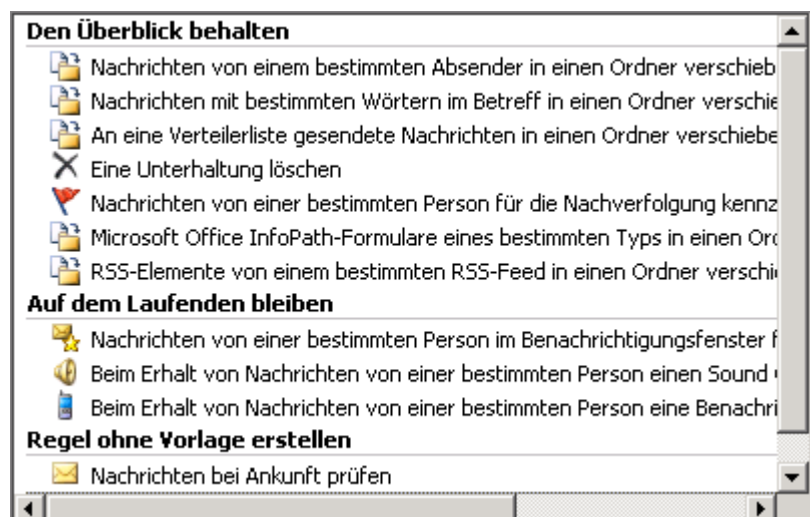 Den Überblick behalten
Nachrichten von einem bestimmten Absender in einen Ordner verschieb
Nachrichten mit bestimmten Wörtern im Betreff in einen Ordner verschie
An eine Verteilerliste gesendete Nachrichten in einen Ordner verschiebe
Eine Unterhaltung löschen
Nachrichten von einer bestimmten Person für die Nachverfolgung kennz
Microsoft Office InfoPath-Formulare eines bestimmten Typs in einen Ord
RSS-Elemente von einem bestimmten RSS-Feed in einen Ordner verschi
Auf dem Laufenden bleiben
Nachrichten von einer bestimmten Person im Benachrichtigungsfenster f
Beim Erhalt von Nachrichten von einer bestimmten Person einen Sound
Beim Erhalt von Nachrichten von einer bestimmten Person eine Benachri
Regel ohne Vorlage erstellen
Nachrichten bei Ankunft prüfen